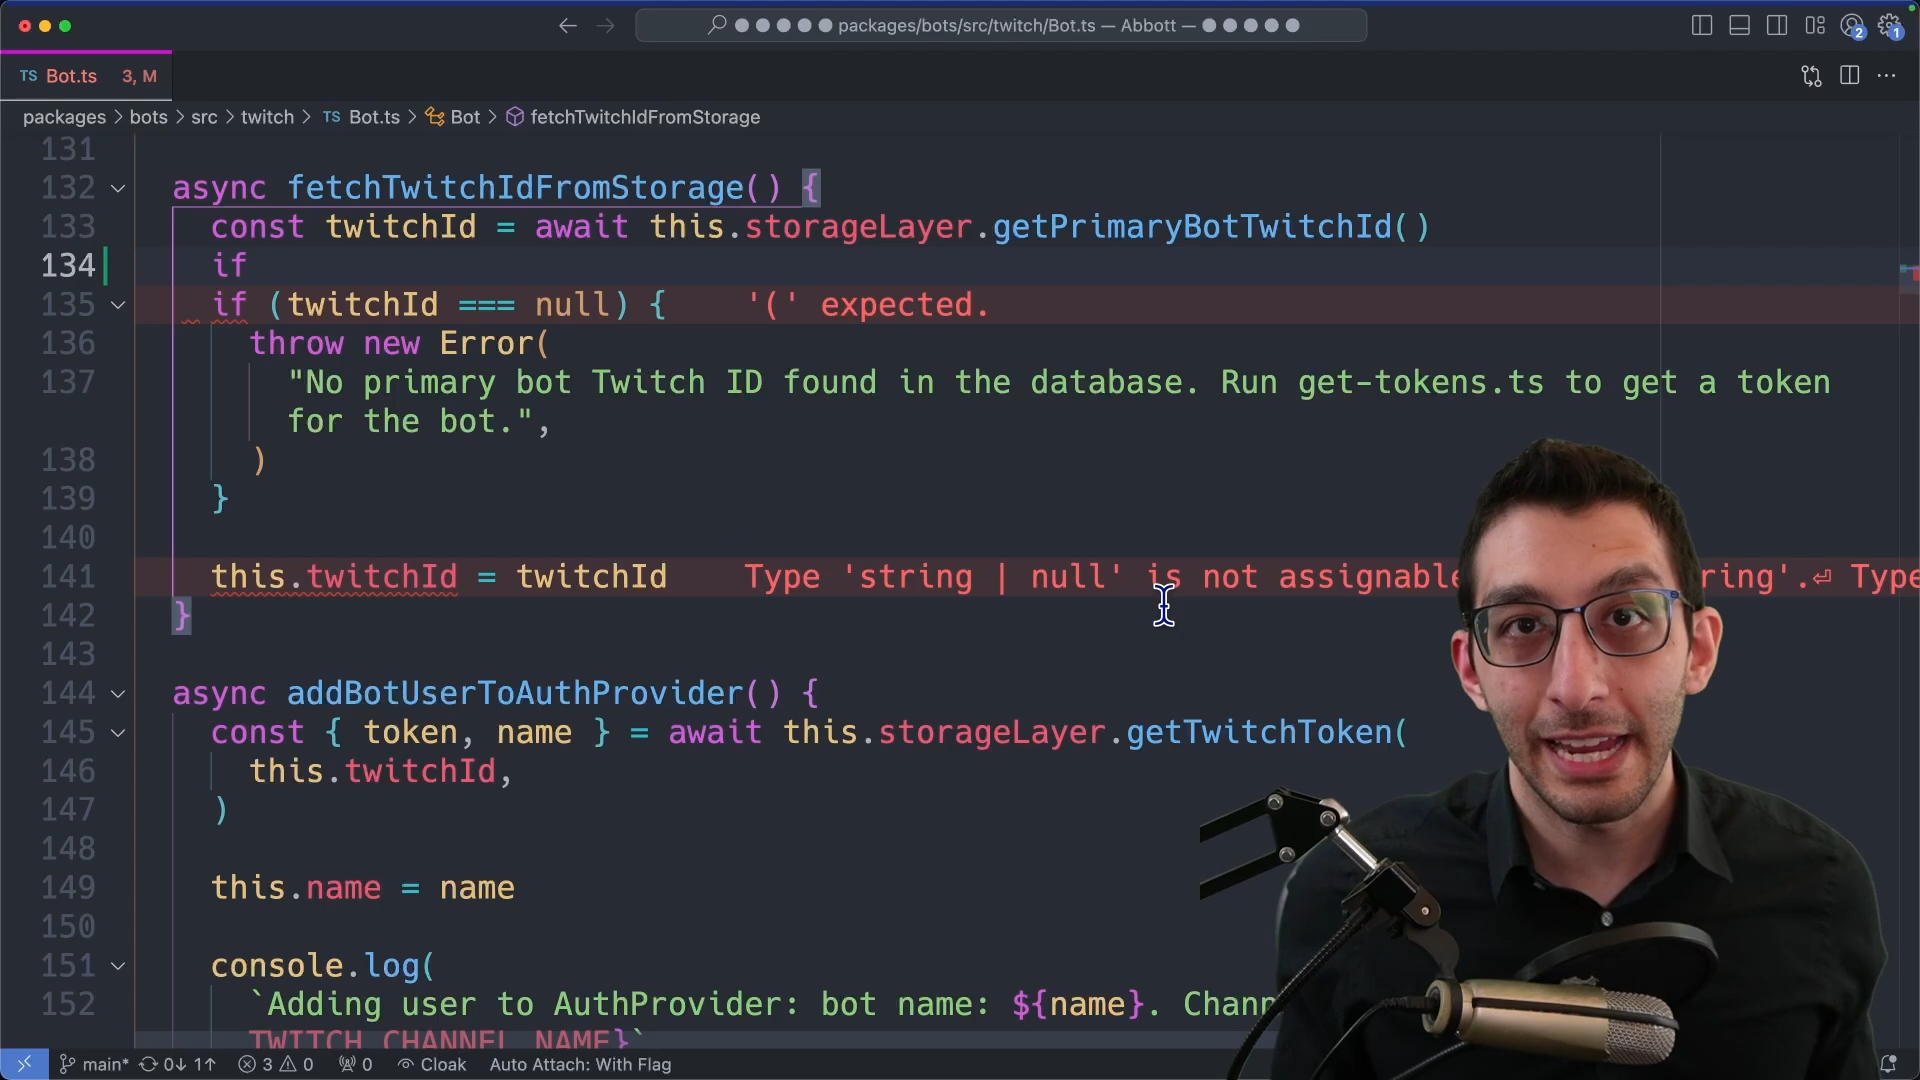 packages/bots/src/twitch/Bot.ts — Abbott —
2
1
TS Bot.ts 3, M
packages > bots > src > twitch > TS Bot.ts > Bot > fetchTwitchIdFromStorage
131
132 async fetchTwitchIdFromStorage() {
133 const twitchId = await this.storageLayer.getPrimaryBotTwitchId()
134 if
135 if (twitchId === null) { '(' expected.
136 throw new Error(
137 "No primary bot Twitch ID found in the database. Run get-tokens.ts to get a token
for the bot.",
138 )
139 }
140
141 this.twitchId = twitchId Type 'string | null' is not assignable ring'.⏎ Type
142 }
143
144 async addBotUserToAuthProvider() {
145 const { token, name } = await this.storageLayer.getTwitchToken(
146 this.twitchId,
147 )
148
149 this.name = name
150
151 console.log(
152 `Adding user to AuthProvider: bot name: ${name}. Chann
TWITCH_CHANNEL_NAME}`
main* 0↓ 1↑ 3 0 0 Cloak Auto Attach: With Flag